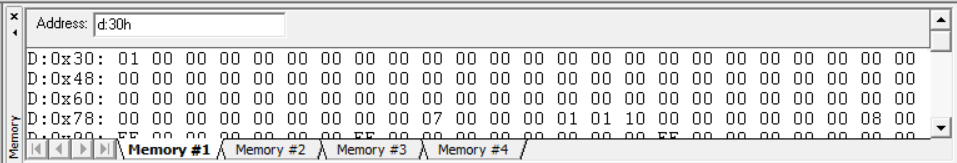 Address: d:30h
D:0x30: 01 00 00 00 00 00 00 00 00 00 00 00 00 00 00 00 00 00 00 00 00 00 00 00
D:0x48: 00 00 00 00 00 00 00 00 00 00 00 00 00 00 00 00 00 00 00 00 00 00 00 00
D:0x60: 00 00 00 00 00 00 00 00 00 00 00 00 00 00 00 00 00 00 00 00 00 00 00 00
D:0x78: 00 00 00 00 00 00 00 00 00 07 00 00 00 01 01 10 00 00 00 00 00 00 08 00
Memory
Memory #1 Memory #2 Memory #3 Memory #4